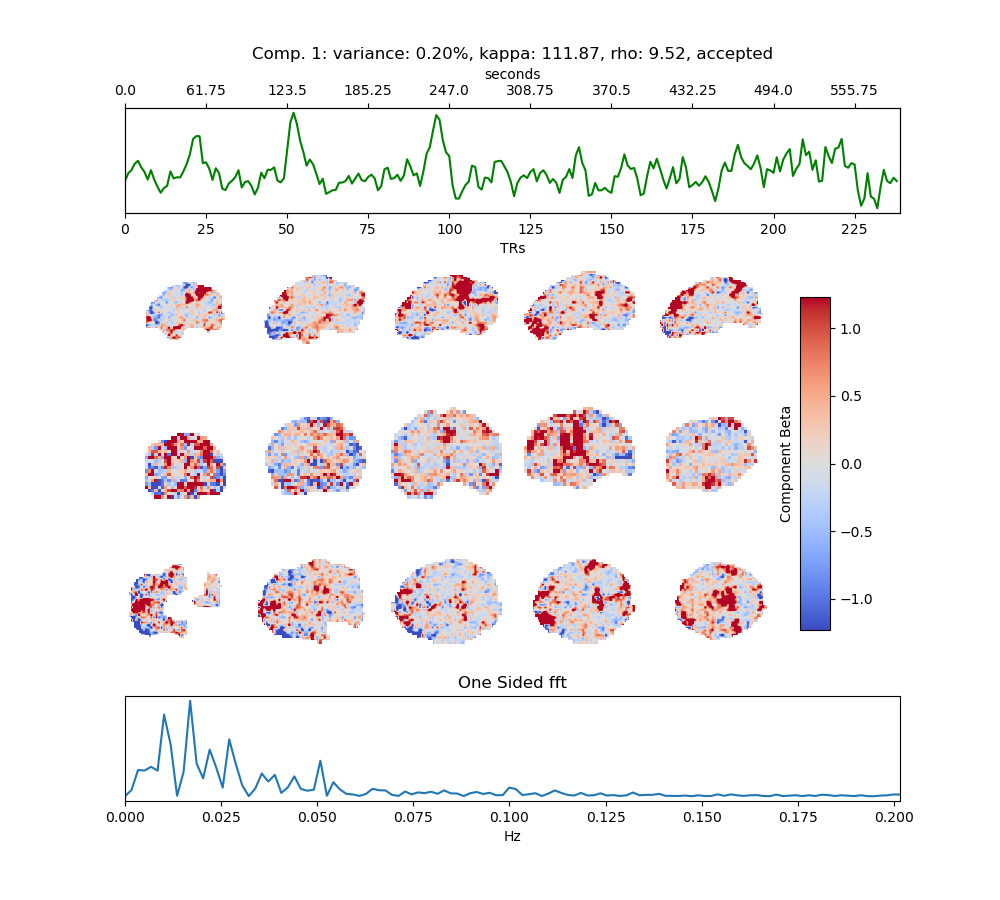 Comp. 1: variance: 0.20%, kappa: 111.87, rho: 9.52, accepted
seconds
0.0 61.75 123.5 185.25 247.0 308.75 370.5 432.25 494.0 555.75
0 25 50 75 100 125 150 175 200 225
TRs
1.0
0.5
0.0
−0.5
−1.0
Component Beta
One Sided fft
0.000 0.025 0.050 0.075 0.100 0.125 0.150 0.175 0.200
Hz